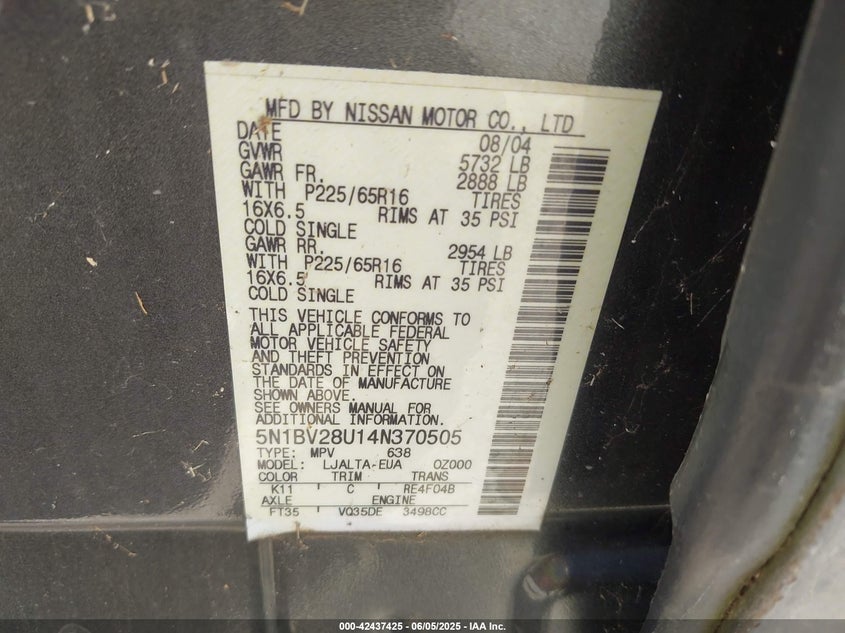 MFD BY NISSAN MOTOR CO., LTD
DATE 08/04
GVWR 5732 LB
GAWR FR. 2888 LB
WITH P225/65R16 TIRES
16X6.5 RIMS AT 35 PSI
COLD SINGLE
GAWR RR. 2954 LB
WITH P225/65R16 TIRES
16X6.5 RIMS AT 35 PSI
COLD SINGLE
THIS VEHICLE CONFORMS TO
ALL APPLICABLE FEDERAL
MOTOR VEHICLE SAFETY
AND THEFT PREVENTION
STANDARDS IN EFFECT ON
THE DATE OF MANUFACTURE
SHOWN ABOVE.
SEE OWNERS MANUAL FOR
ADDITIONAL INFORMATION.
5N1BV28U14N370505
TYPE: MPV 638
MODEL: LJALTA-EUA 0Z000
COLOR TRIM TRANS
K11 C RE4F04B
AXLE ENGINE
FT35 VQ35DE 3498CC
000-42437425 - 06/05/2025 - IAA Inc.